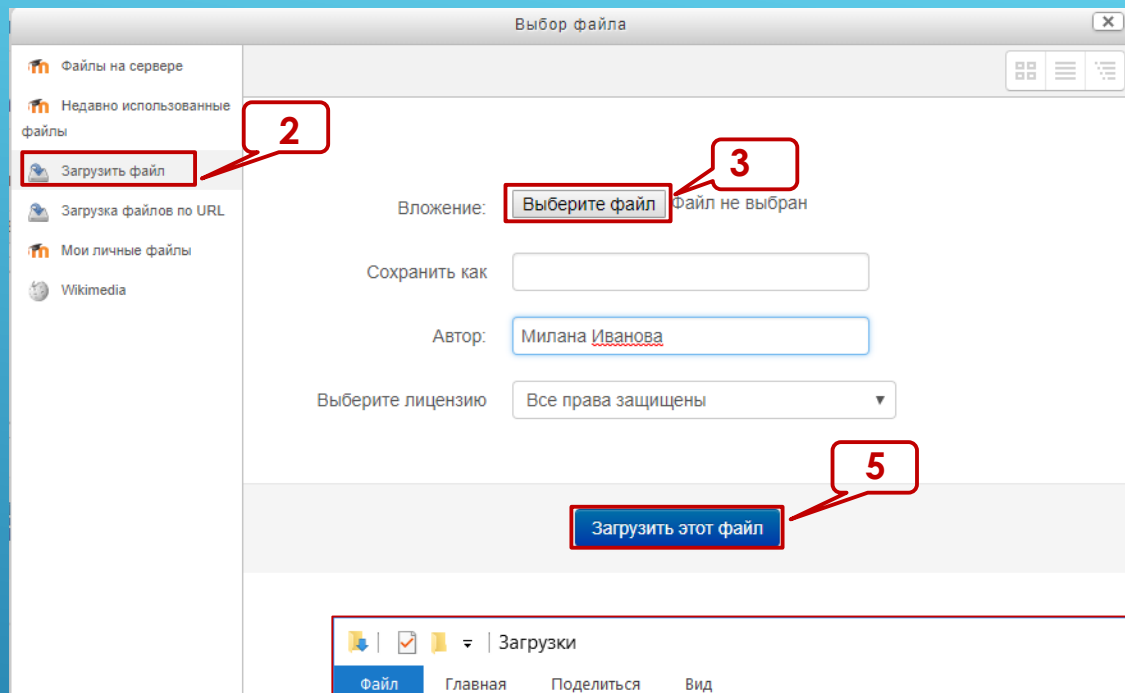 Выбор файла
Файлы на сервере
Недавно использованные
файлы
2
Загрузить файл
3
Загрузка файлов по URL
Вложение: Выберите файл Файл не выбран
Мои личные файлы
Сохранить как
Wikimedia
Автор: Милана Иванова
Выберите лицензию Все права защищены
5
Загрузить этот файл
Загрузки
Файл Главная Поделиться Вид